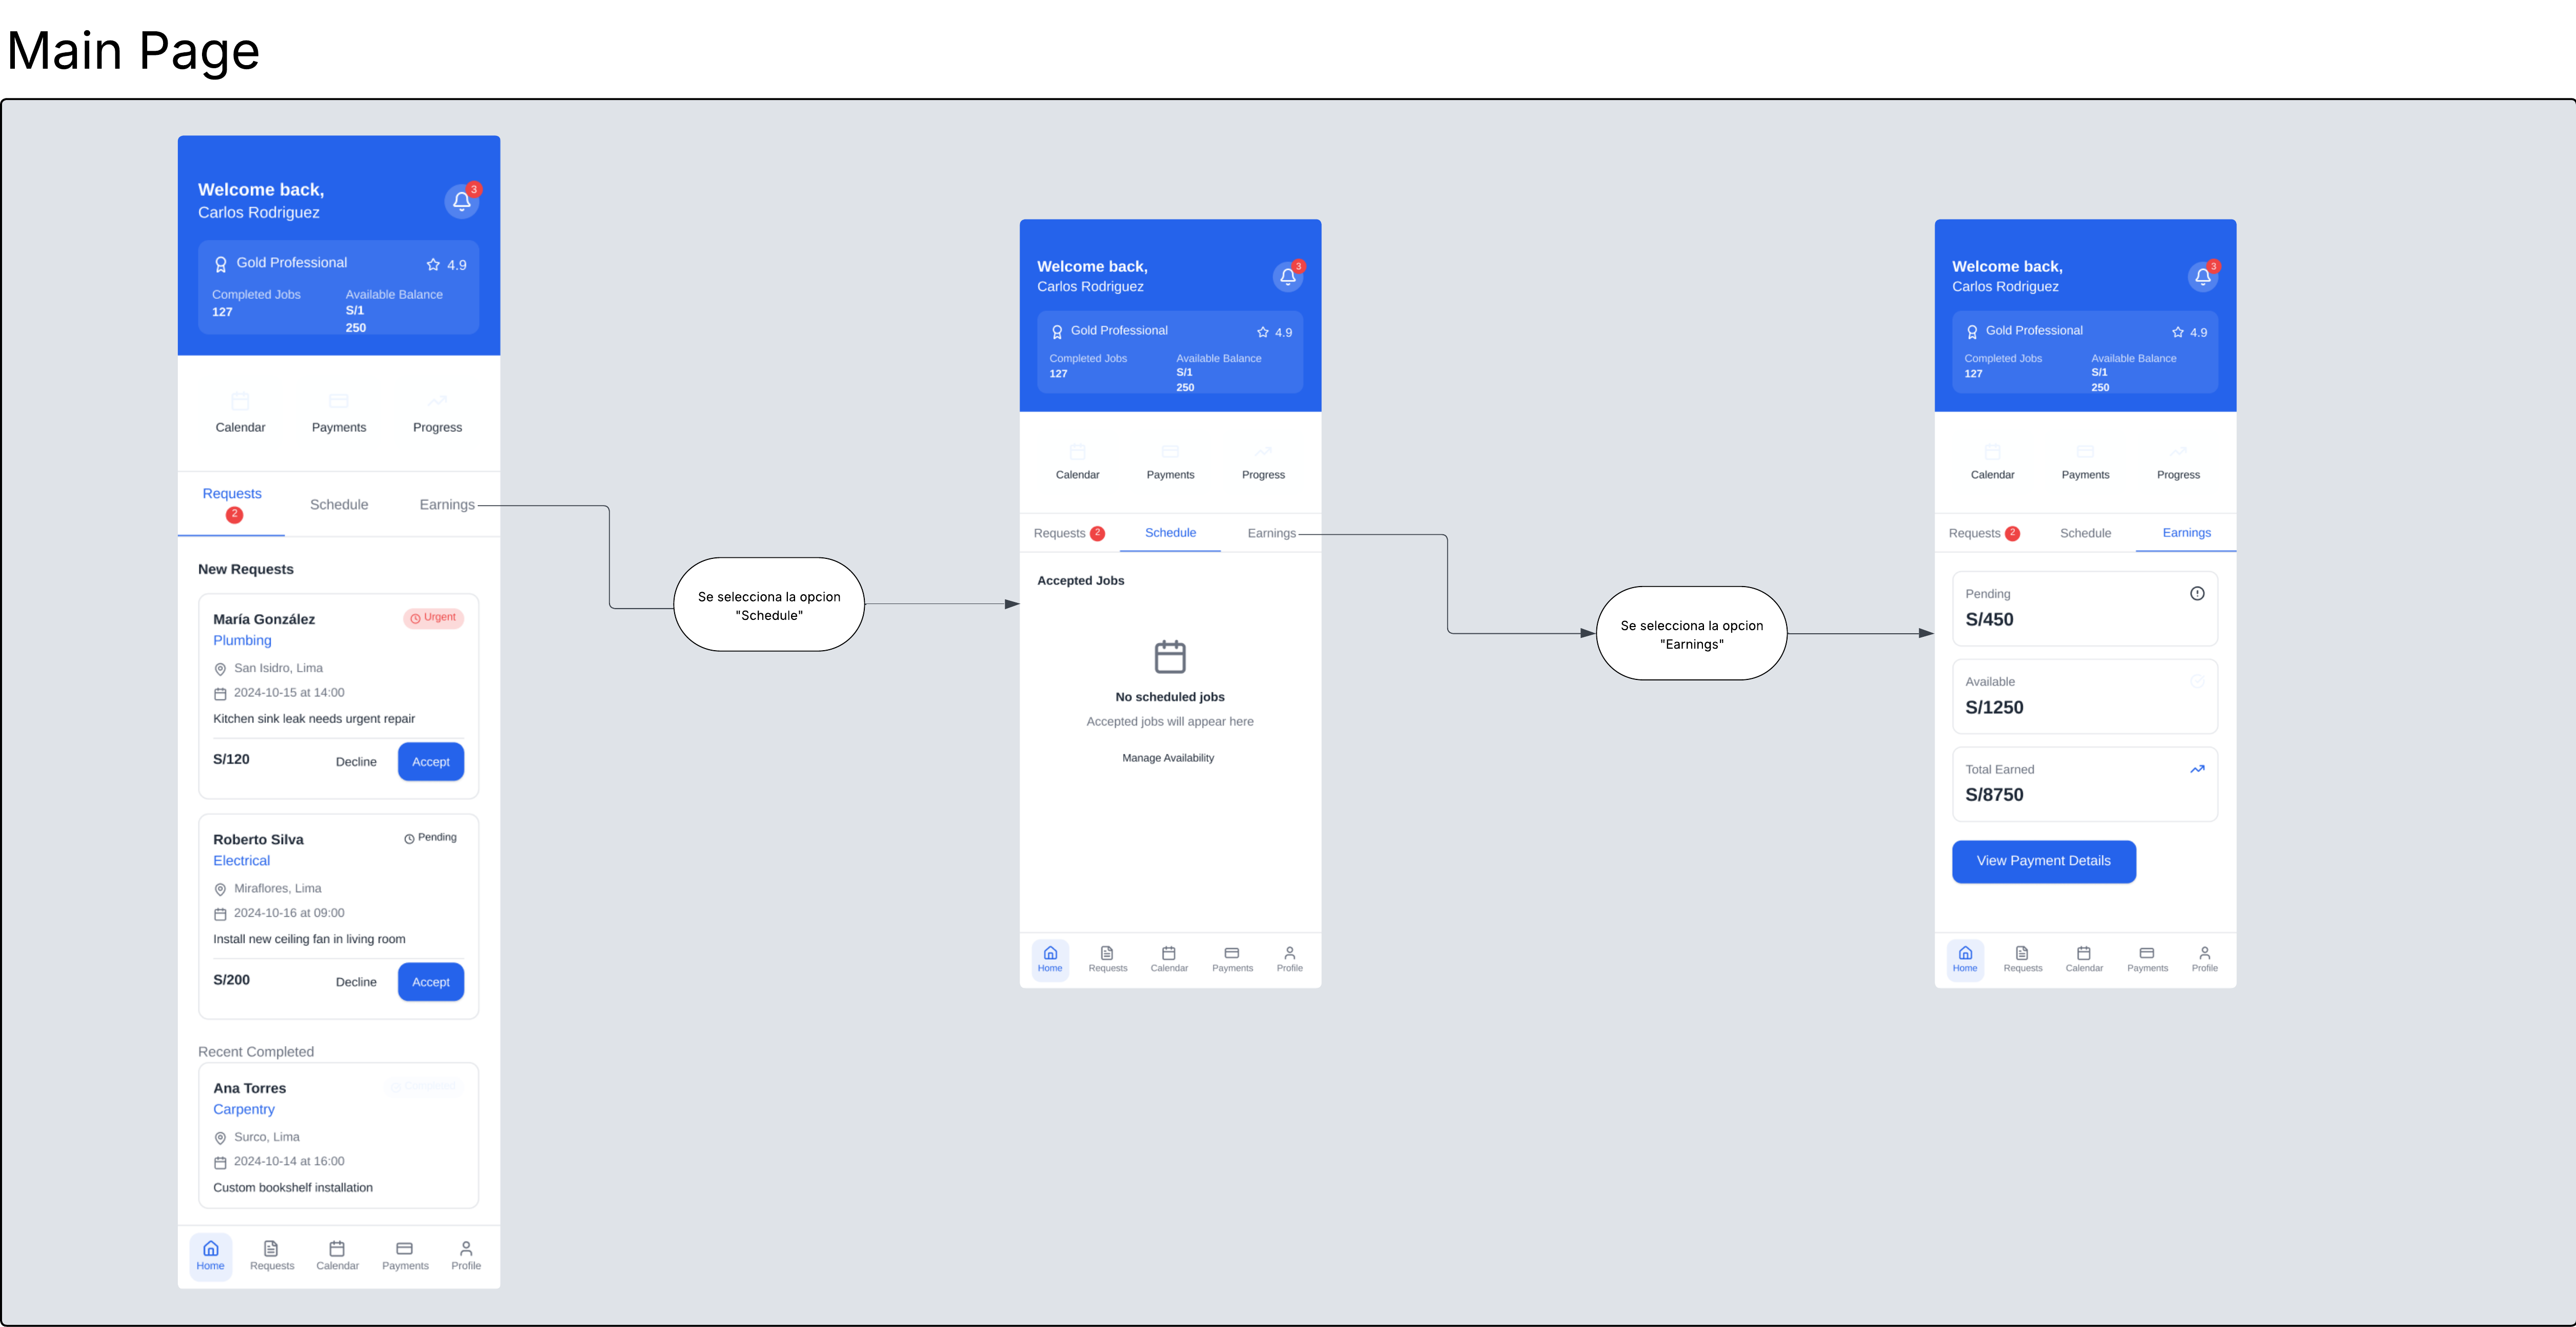 Main Page
Welcome back,
Carlos Rodriguez
3
Gold Professional
4.9
Completed Jobs
Available Balance
127
S/1
250
Calendar
Payments
Progress
Requests
2
Schedule
Earnings
New Requests
María González
Urgent
Plumbing
San Isidro, Lima
2024-10-15 at 14:00
Kitchen sink leak needs urgent repair
S/120
Decline
Accept
Roberto Silva
Pending
Electrical
Miraflores, Lima
2024-10-16 at 09:00
Install new ceiling fan in living room
S/200
Decline
Accept
Recent Completed
Ana Torres
Completed
Carpentry
Surco, Lima
2024-10-14 at 16:00
Custom bookshelf installation
Home
Requests
Calendar
Payments
Profile
Se selecciona la opcion
"Schedule"
Welcome back,
Carlos Rodriguez
3
Gold Professional
4.9
Completed Jobs
Available Balance
127
S/1
250
Calendar
Payments
Progress
Requests
2
Schedule
Earnings
Accepted Jobs
No scheduled jobs
Accepted jobs will appear here
Manage Availability
Home
Requests
Calendar
Payments
Profile
Se selecciona la opcion
"Earnings"
Welcome back,
Carlos Rodriguez
3
Gold Professional
4.9
Completed Jobs
Available Balance
127
S/1
250
Calendar
Payments
Progress
Requests
2
Schedule
Earnings
Pending
S/450
Available
S/1250
Total Earned
S/8750
View Payment Details
Home
Requests
Calendar
Payments
Profile